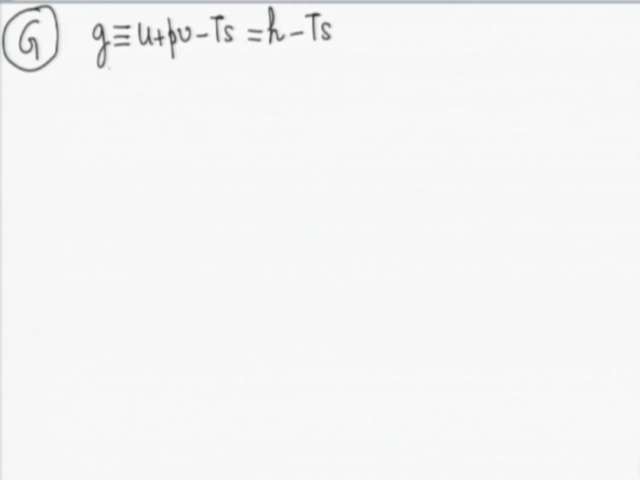 G g ≡ u+pv-Ts = h-Ts